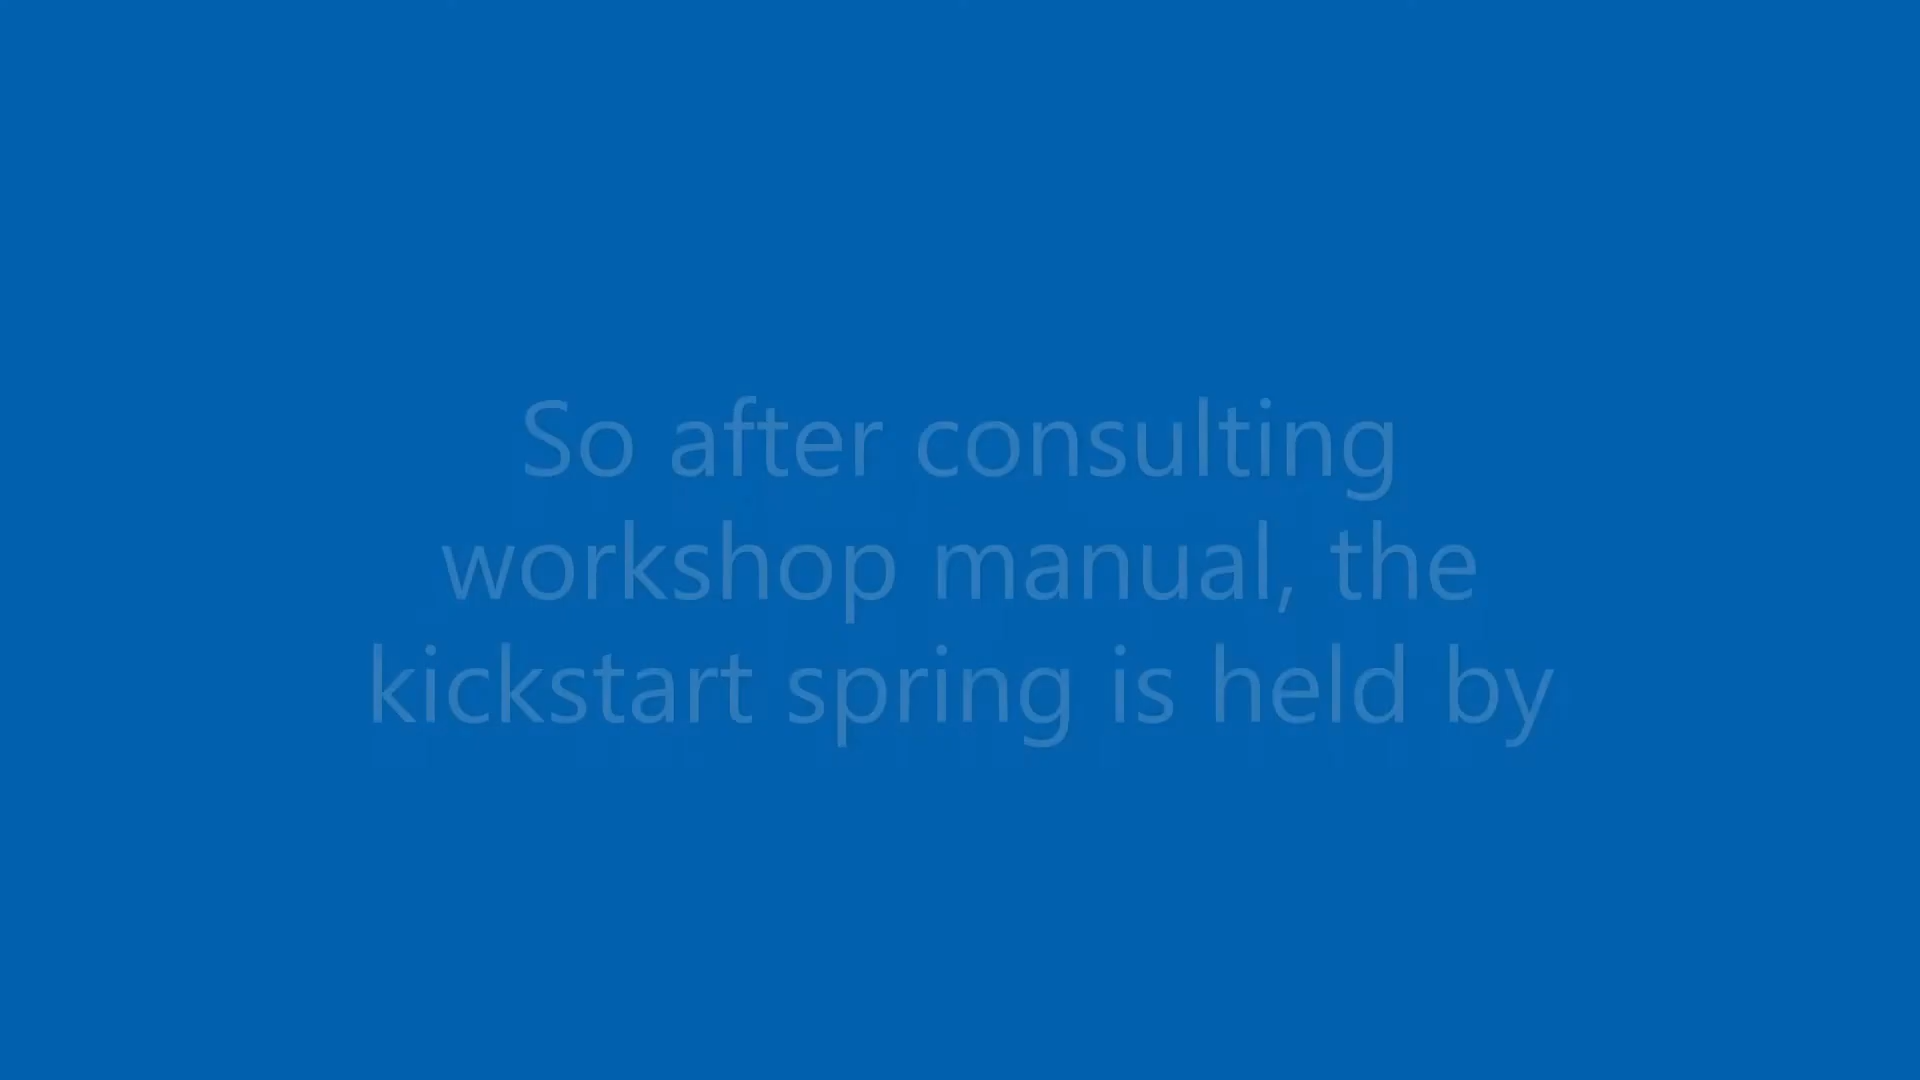 So after consulting
workshop manual, the
kickstart spring is held by